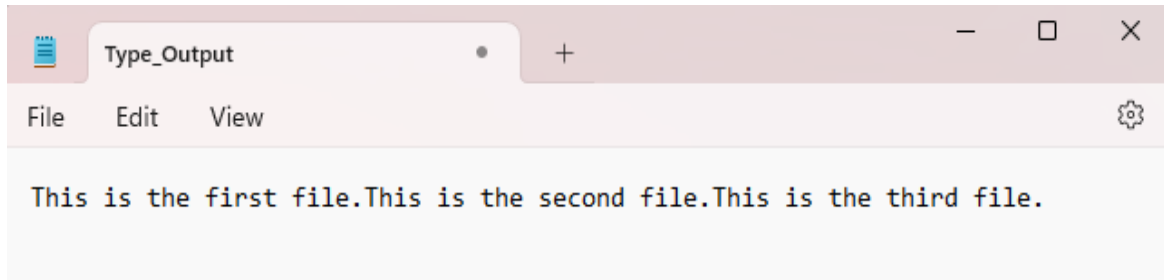 Type_Output
File Edit View
This is the first file.This is the second file.This is the third file.